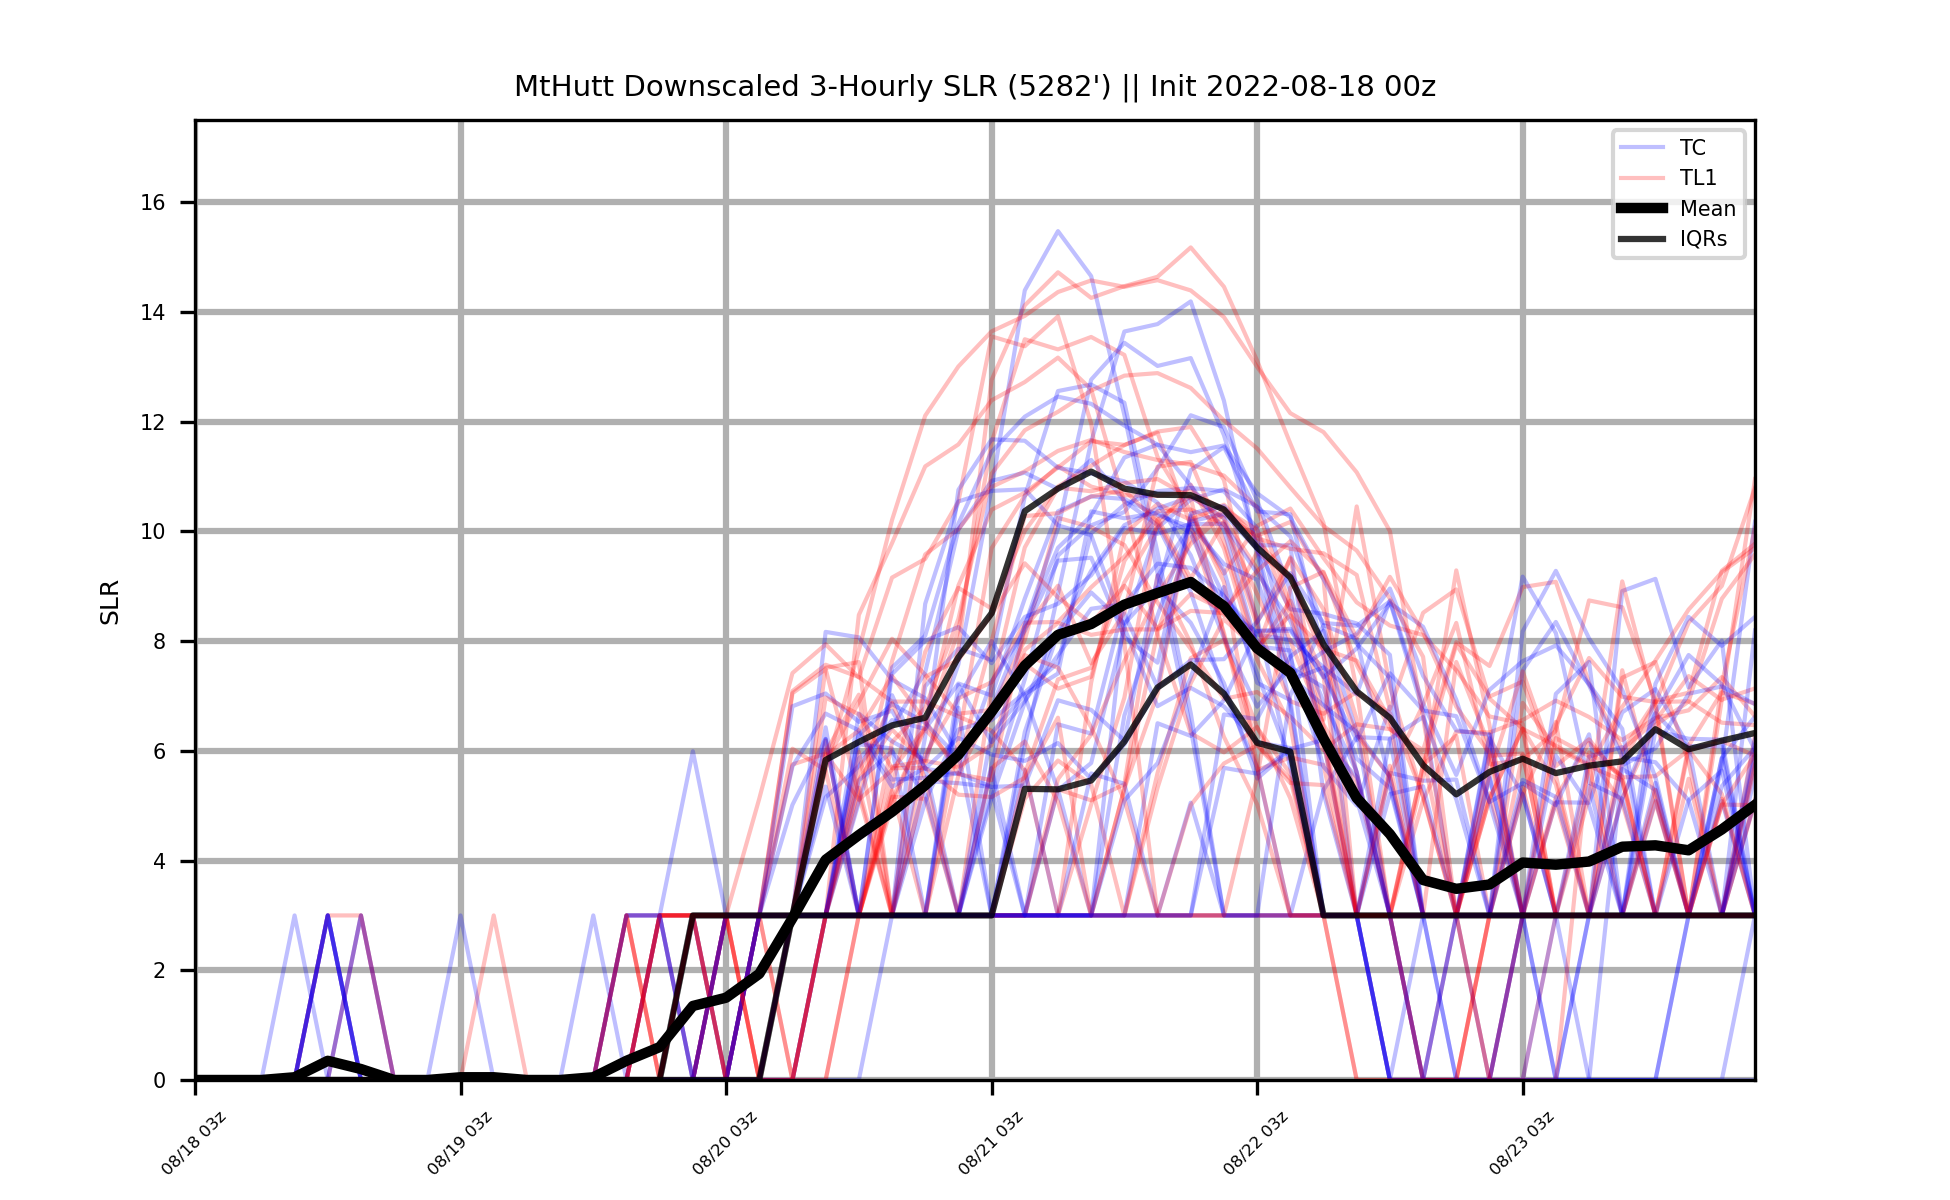 MtHutt Downscaled 3-Hourly SLR (5282') || Init 2022-08-18 00z
TC
TL1
Mean
IQRs
SLR
16
14
12
10
8
6
4
2
0
08/18 03z
08/19 03z
08/20 03z
08/21 03z
08/22 03z
08/23 03z